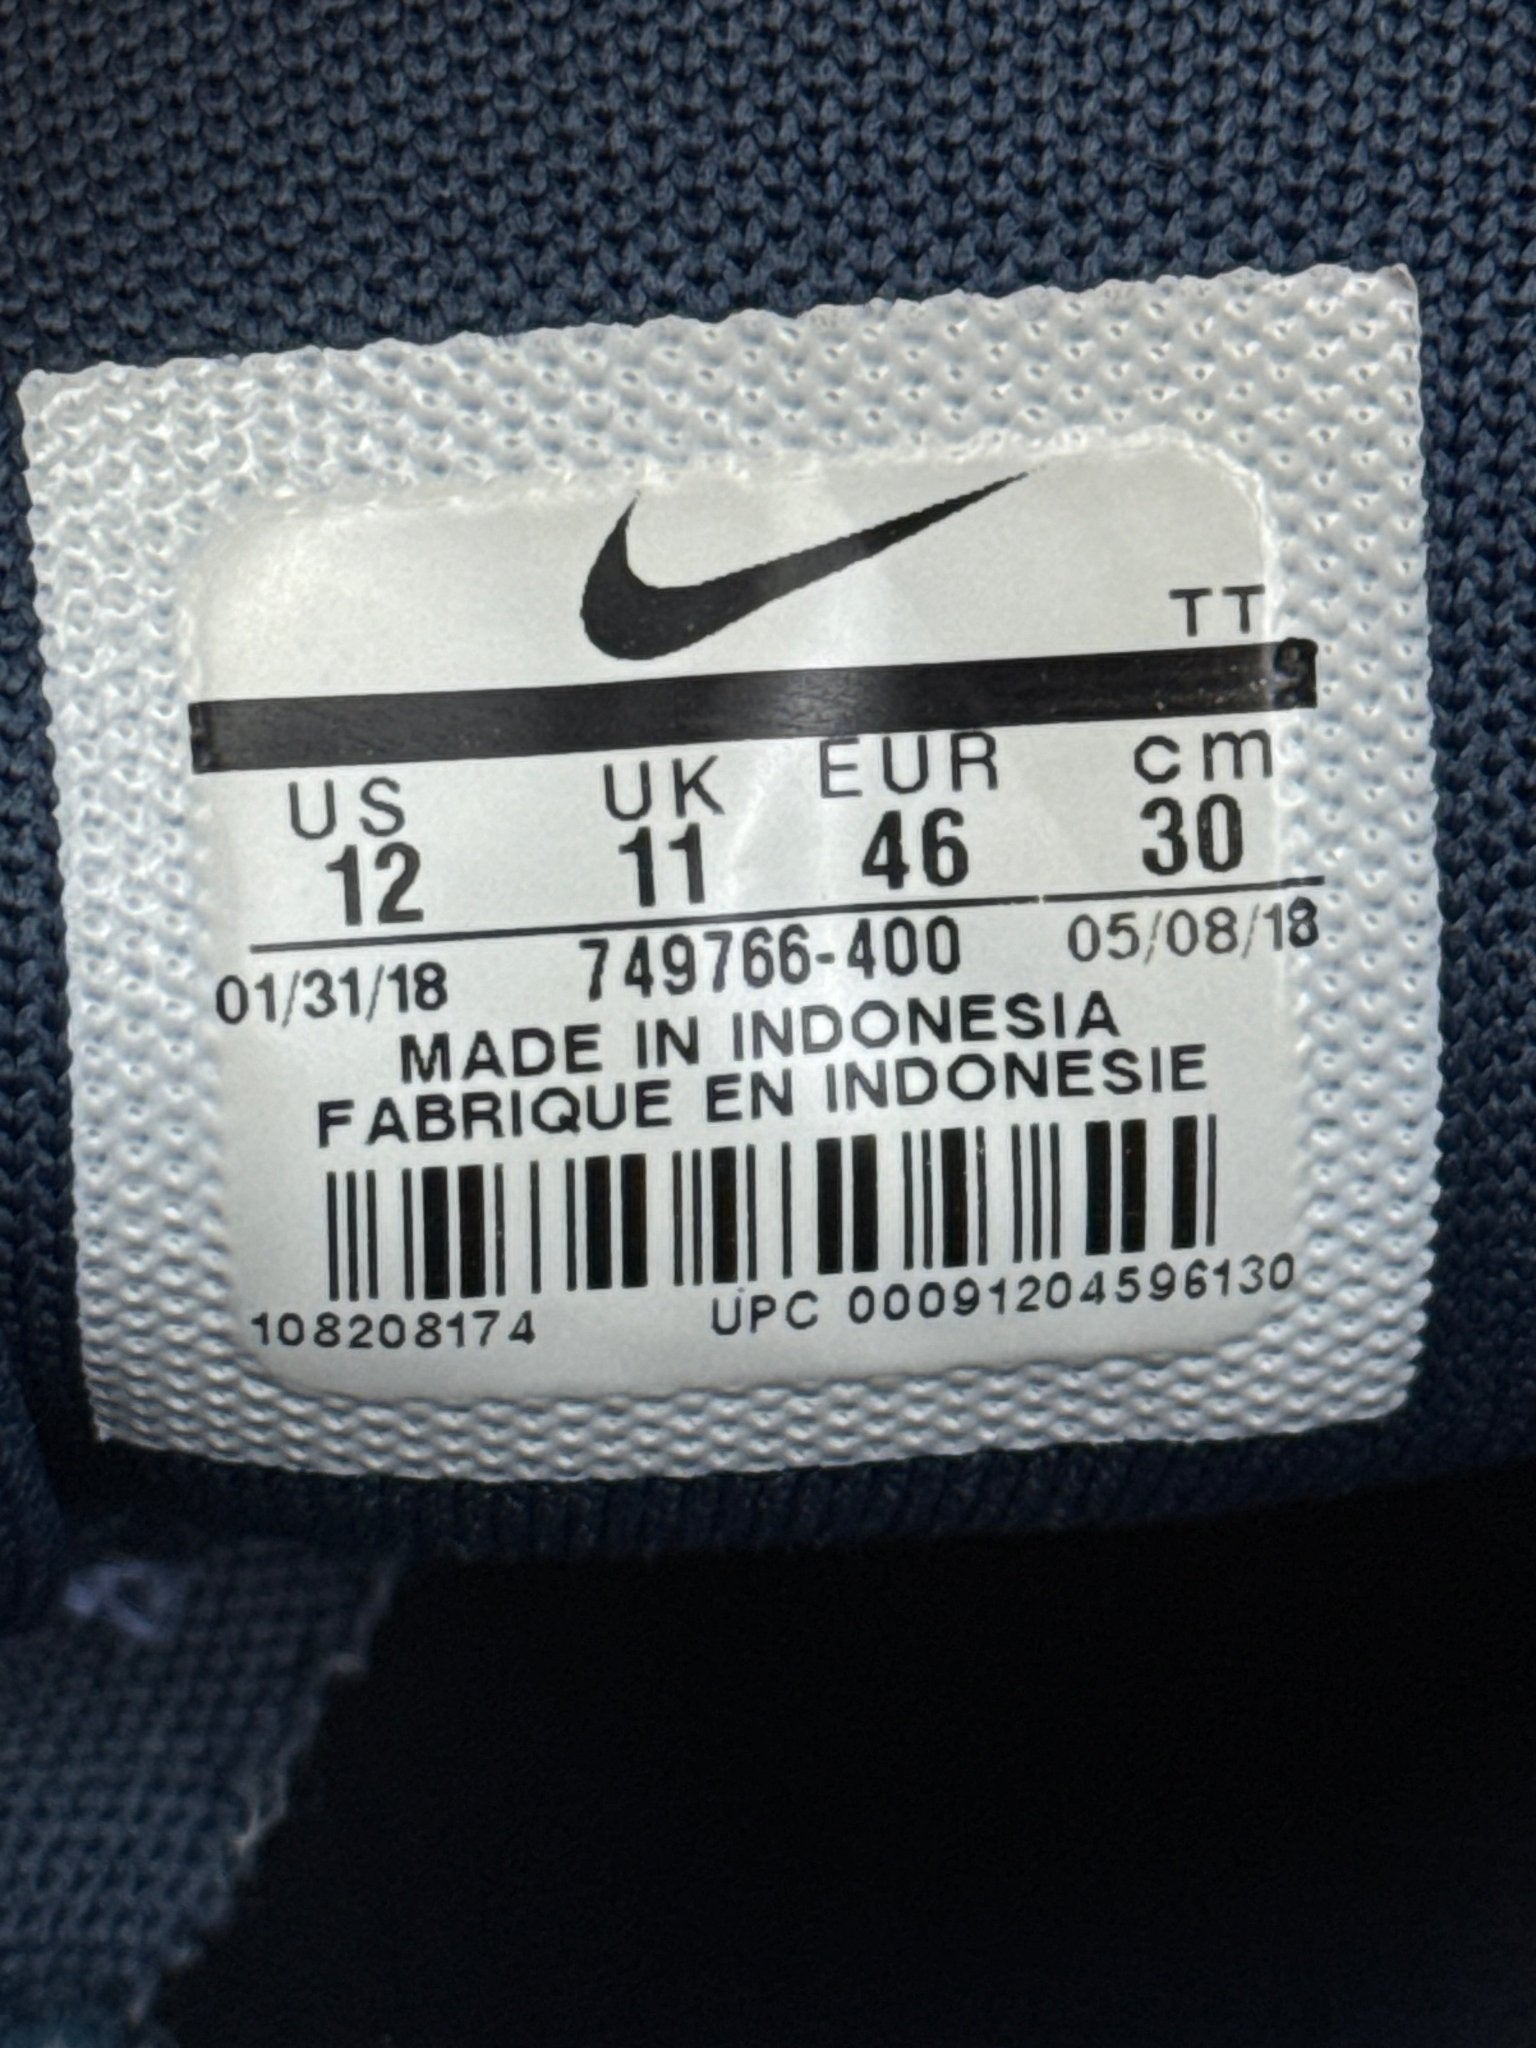 TT
US UK EUR cm
12 11 46 30
01/31/18 749766-400 05/08/18
MADE IN INDONESIA
FABRIQUE EN INDONESIE
108208174 UPC 00091204596130